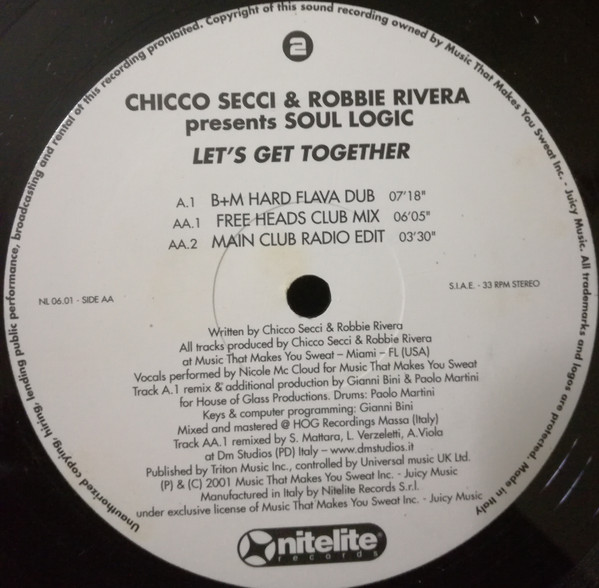 Unauthorized copying, hiring, lending public performance, broadcasting and rental of this recording prohibited. Copyright of this sound recording owned by Music That Makes You Sweat Inc. - Juicy Music. All trademarks and logos are protected. Made in Italy
2
CHICCO SECCI & ROBBIE RIVERA
presents SOUL LOGIC
LET'S GET TOGETHER
A.1 B+M HARD FLAVA DUB 07'18"
AA.1 FREE HEADS CLUB MIX 06'05"
AA.2 MAIN CLUB RADIO EDIT 03'30"
NL 06.01 - SIDE AA
S.I.A.E. - 33 RPM STEREO
Written by Chicco Secci & Robbie Rivera
All tracks produced by Chicco Secci & Robbie Rivera
at Music That Makes You Sweat – Miami – FL (USA)
Vocals performed by Nicole Mc Cloud for Music That Makes You Sweat
Track A.1 remix & additional production by Gianni Bini & Paolo Martini
for House of Glass Productions. Drums: Paolo Martini
Keys & computer programming: Gianni Bini
Mixed and mastered @ HOG Recordings Massa (Italy)
Track AA.1 remixed by S. Mattara, L. Verzeletti, A.Viola
at Dm Studios (PD) Italy – www.dmstudios.it
Published by Triton Music Inc., controlled by Universal music UK Ltd.
(P) & (C) 2001 Music That Makes You Sweat Inc. - Juicy Music
Manufactured in Italy by Nitelite Records S.r.l.
under exclusive license of Music That Makes You Sweat Inc. - Juicy Music
nitelite
records